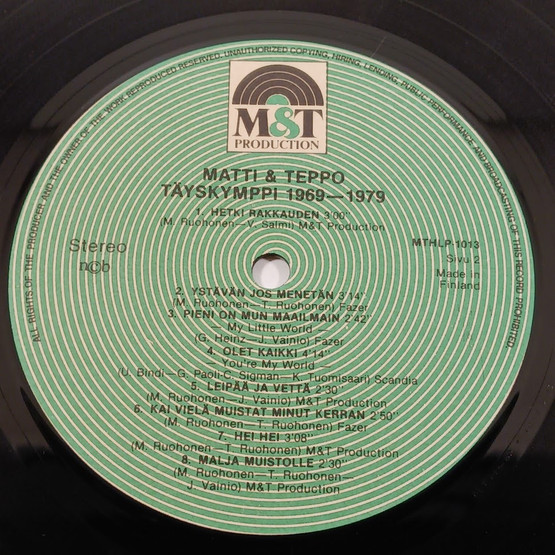 ALL RIGHTS OF THE PRODUCER AND THE OWNER OF THE WORK REPRODUCED RESERVED. UNAUTHORIZED COPYING, HIRING, LENDING, PUBLIC PERFORMANCE AND BROADCASTING OF THIS RECORD PROHIBITED.
M&T
PRODUCTION
MATTI & TEPPO
TÄYSKYMPPI 1969—1979
1. HETKI RAKKAUDEN 3'00"
(M. Ruohonen—V. Salmi) M&T Production
Stereo
n©b
MTHLP-1013
Sivu 2
Made in
Finland
2. YSTÄVÄN JOS MENETÄN 3'14"
(M. Ruohonen—T. Ruohonen) Fazer
3. PIENI ON MUN MAAILMAIN 2'42"
— My Little World —
(G. Heinz—J. Vainio) Fazer
4. OLET KAIKKI 4'14"
— You're My World —
(U. Bindi—G. Paoli-C. Sigman—K. Tuomisaari) Scandia
5. LEIPÄÄ JA VETTÄ 2'30"
(M. Ruohonen—J. Vainio) M&T Production
6. KAI VIELÄ MUISTAT MINUT KERRAN 2'50"
(M. Ruohonen—T. Ruohonen) Fazer
7. HEI HEI 3'08"
(M. Ruohonen—T. Ruohonen) M&T Production
8. MALJA MUISTOLLE 2'30"
(M. Ruohonen—T. Ruohonen—
J. Vainio) M&T Production